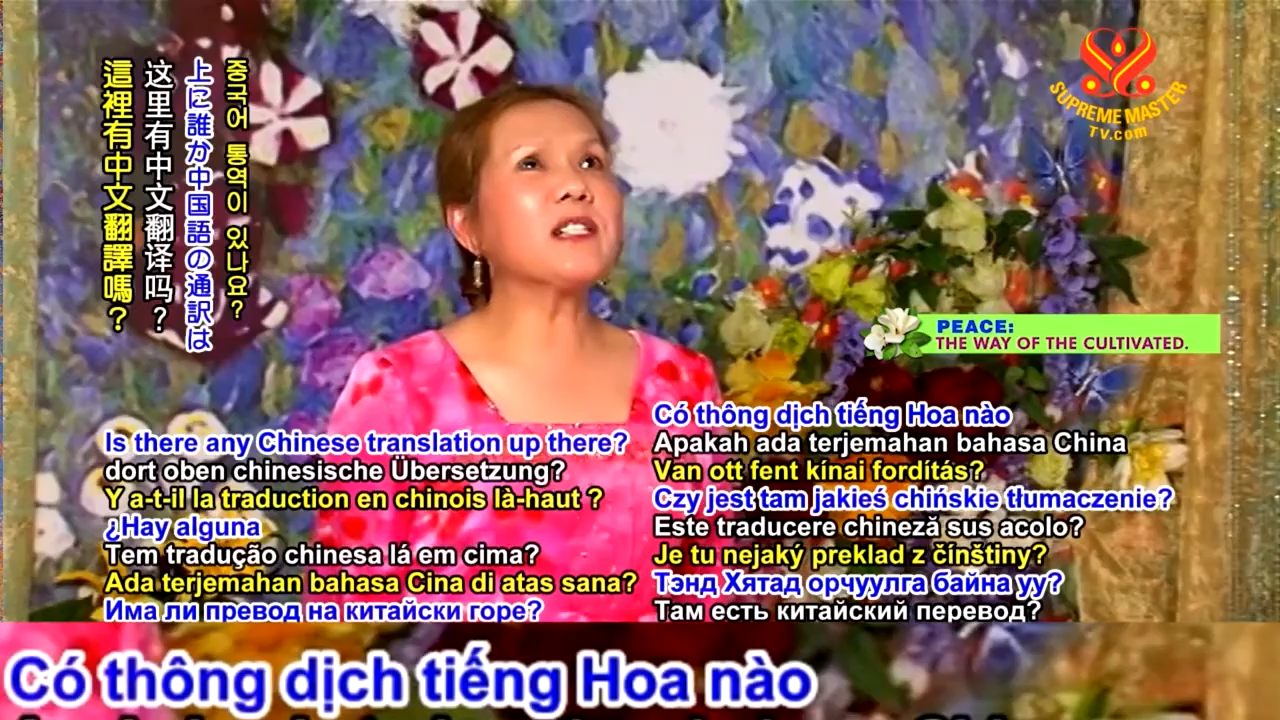 중국어 통역이 있나요?
上に誰か中国語の通訳は
这里有中文翻译吗？
這裡有中文翻譯嗎？
SUPREME MASTER
Tv.com
PEACE:
THE WAY OF THE CULTIVATED.
Is there any Chinese translation up there?
dort oben chinesische Übersetzung?
Y a-t-il la traduction en chinois là-haut ?
¿Hay alguna
Tem tradução chinesa lá em cima?
Ada terjemahan bahasa Cina di atas sana?
Има ли превод на китайски горе?
Có thông dịch tiếng Hoa nào
Apakah ada terjemahan bahasa China
Van ott fent kínai fordítás?
Czy jest tam jakieś chińskie tłumaczenie?
Este traducere chineză sus acolo?
Je tu nejaký preklad z čínštiny?
Тэнд Хятад орчуулга байна уу?
Там есть китайский перевод?
Có thông dịch tiếng Hoa nào